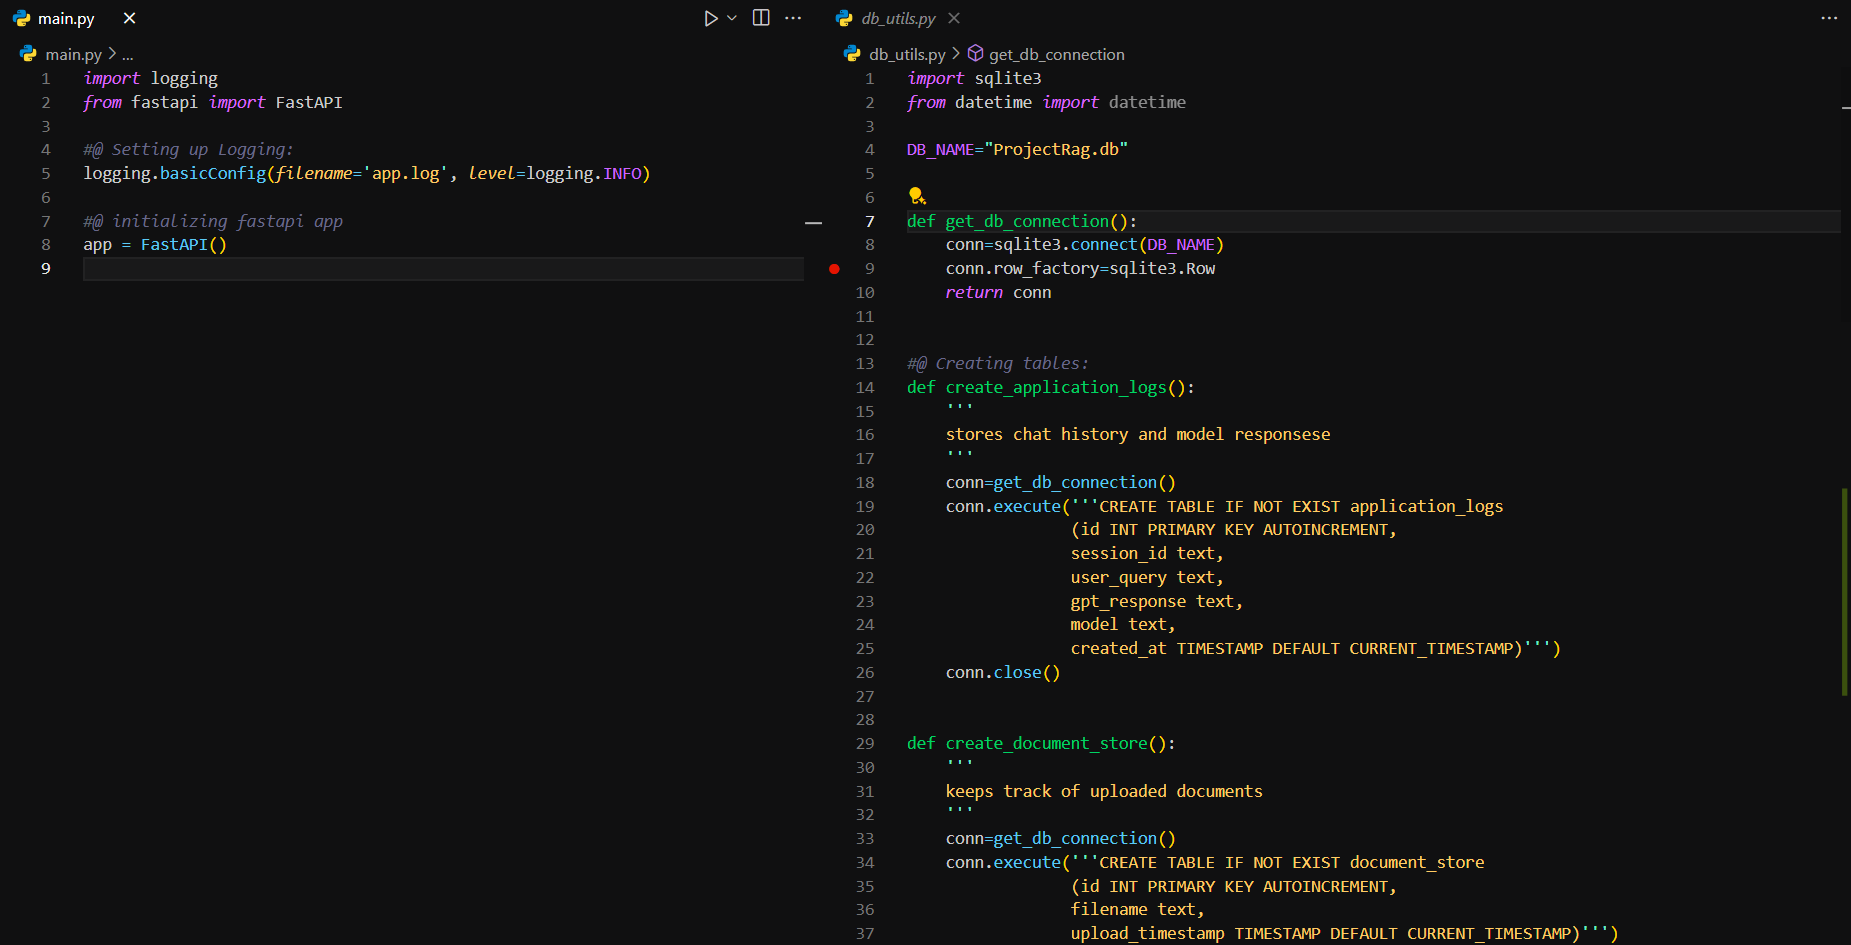 main.py
main.py > ...
1 import logging
2 from fastapi import FastAPI
3
4 #@ Setting up Logging:
5 logging.basicConfig(filename='app.log', level=logging.INFO)
6
7 #@ initializing fastapi app
8 app = FastAPI()
9
db_utils.py
db_utils.py > get_db_connection
1 import sqlite3
2 from datetime import datetime
3
4 DB_NAME="ProjectRag.db"
5
6
7 def get_db_connection():
8     conn=sqlite3.connect(DB_NAME)
9     conn.row_factory=sqlite3.Row
10     return conn
11
12
13 #@ Creating tables:
14 def create_application_logs():
15     '''
16     stores chat history and model responsese
17     '''
18     conn=get_db_connection()
19     conn.execute('''CREATE TABLE IF NOT EXIST application_logs
20                  (id INT PRIMARY KEY AUTOINCREMENT,
21                  session_id text,
22                  user_query text,
23                  gpt_response text,
24                  model text,
25                  created_at TIMESTAMP DEFAULT CURRENT_TIMESTAMP)''')
26     conn.close()
27
28
29 def create_document_store():
30     '''
31     keeps track of uploaded documents
32     '''
33     conn=get_db_connection()
34     conn.execute('''CREATE TABLE IF NOT EXIST document_store
35                  (id INT PRIMARY KEY AUTOINCREMENT,
36                  filename text,
37                  upload_timestamp TIMESTAMP DEFAULT CURRENT_TIMESTAMP)''')